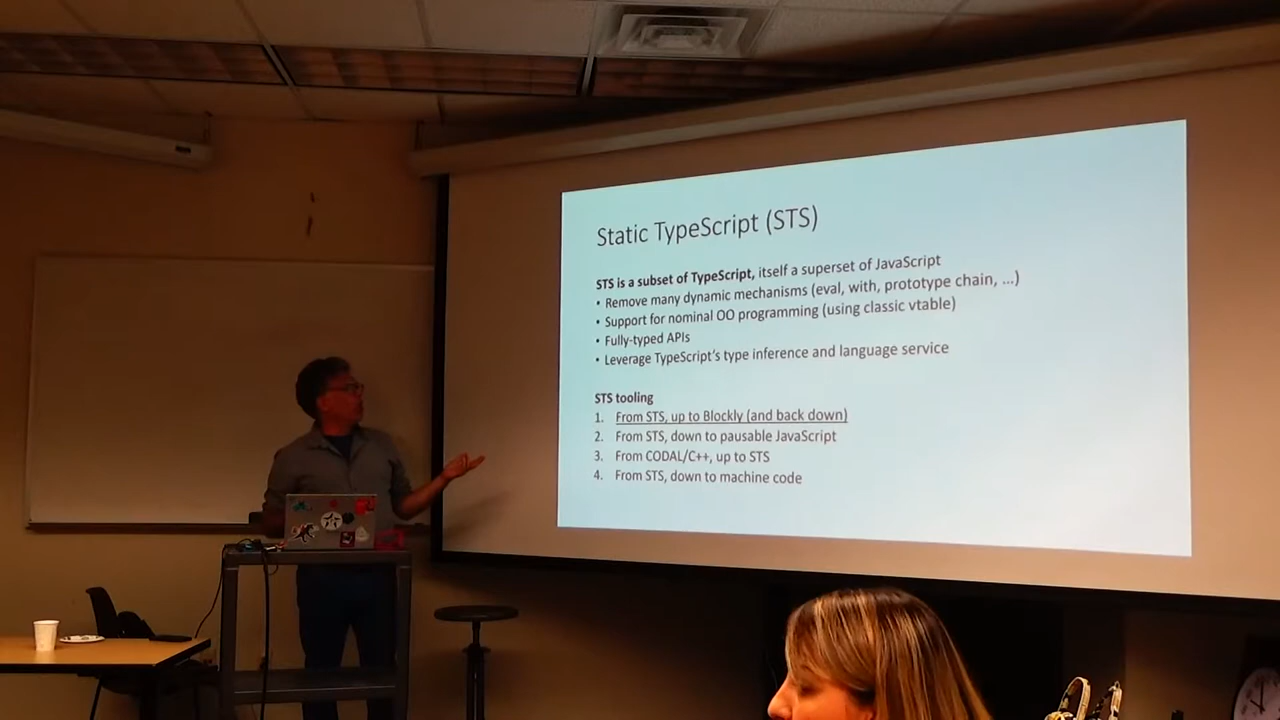 Static TypeScript (STS)
STS is a subset of TypeScript, itself a superset of JavaScript
• Remove many dynamic mechanisms (eval, with, prototype chain, ...)
• Support for nominal OO programming (using classic vtable)
• Fully-typed APIs
• Leverage TypeScript's type inference and language service
STS tooling
1. From STS, up to Blockly (and back down)
2. From STS, down to pausable JavaScript
3. From CODAL/C++, up to STS
4. From STS, down to machine code